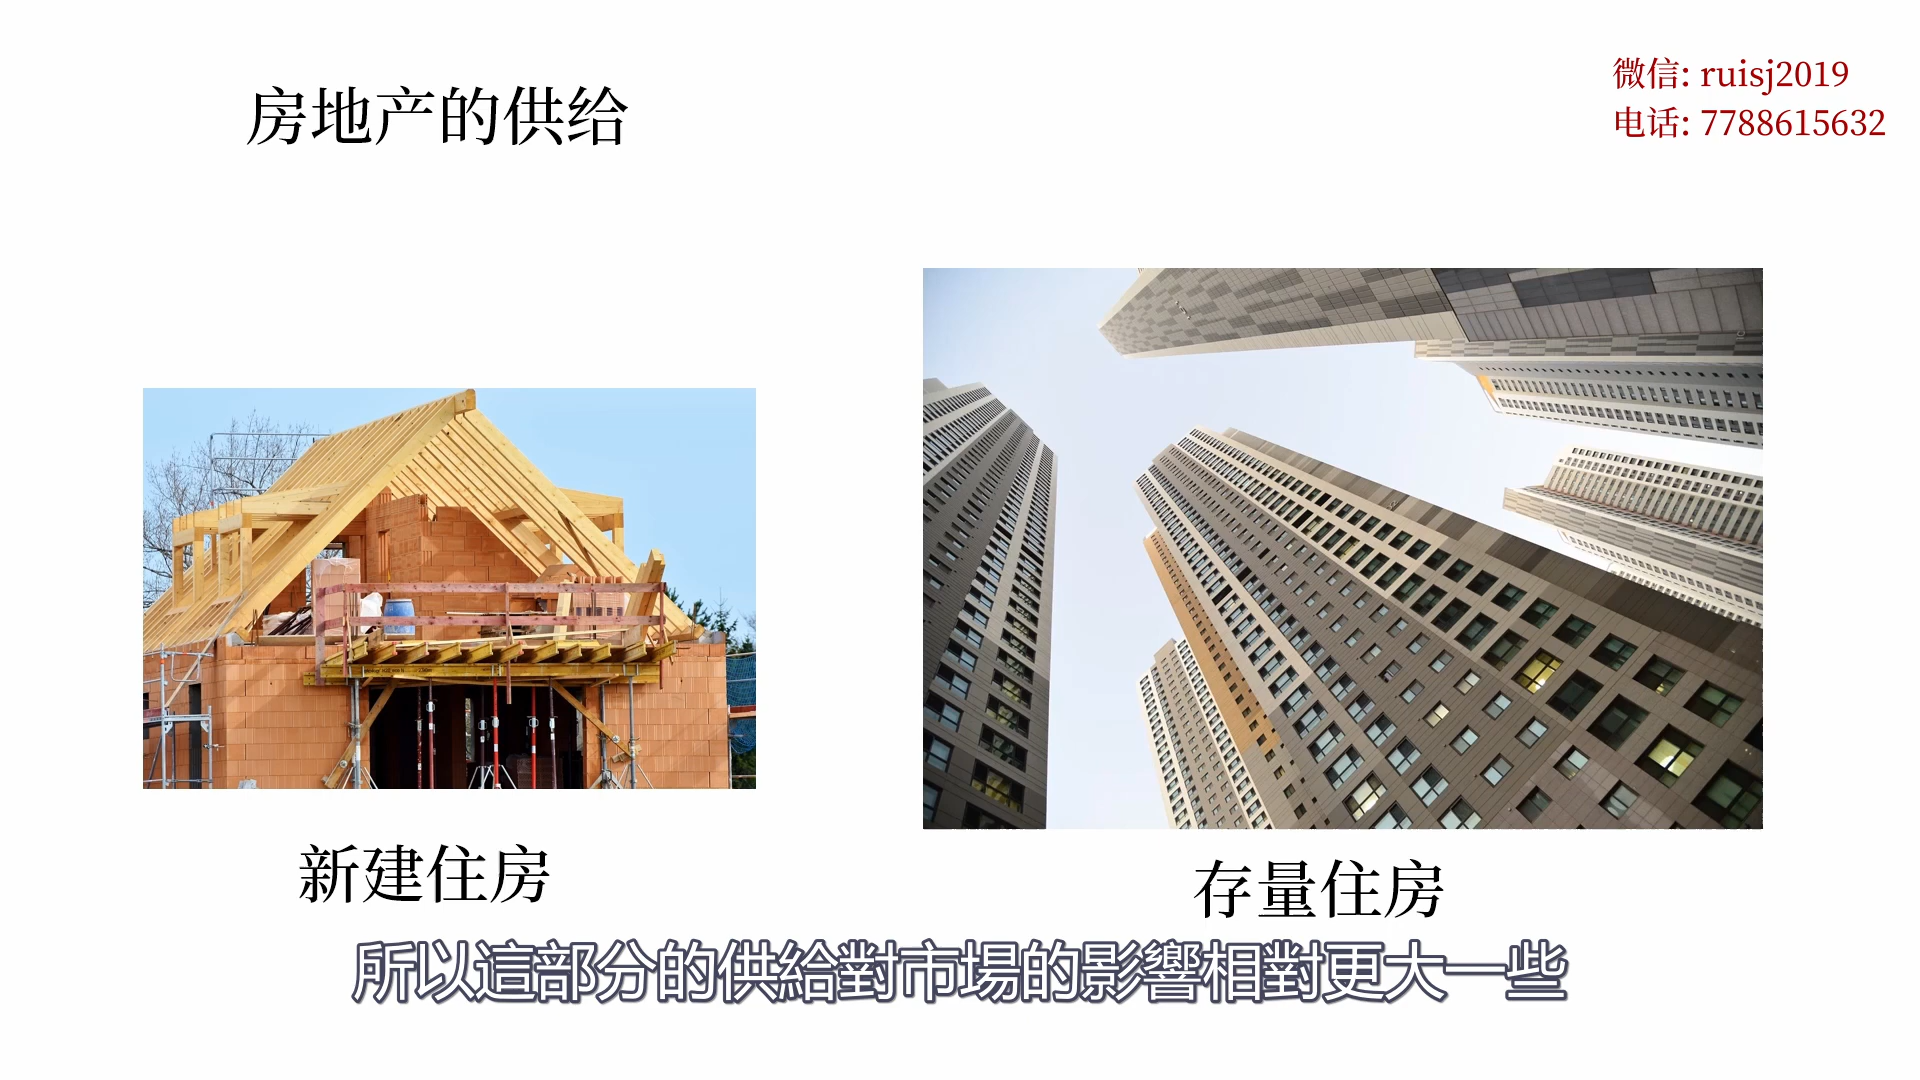 房地产的供给
微信: ruisj2019
电话: 7788615632
新建住房
存量住房
所以這部分的供給對市場的影響相對更大一些